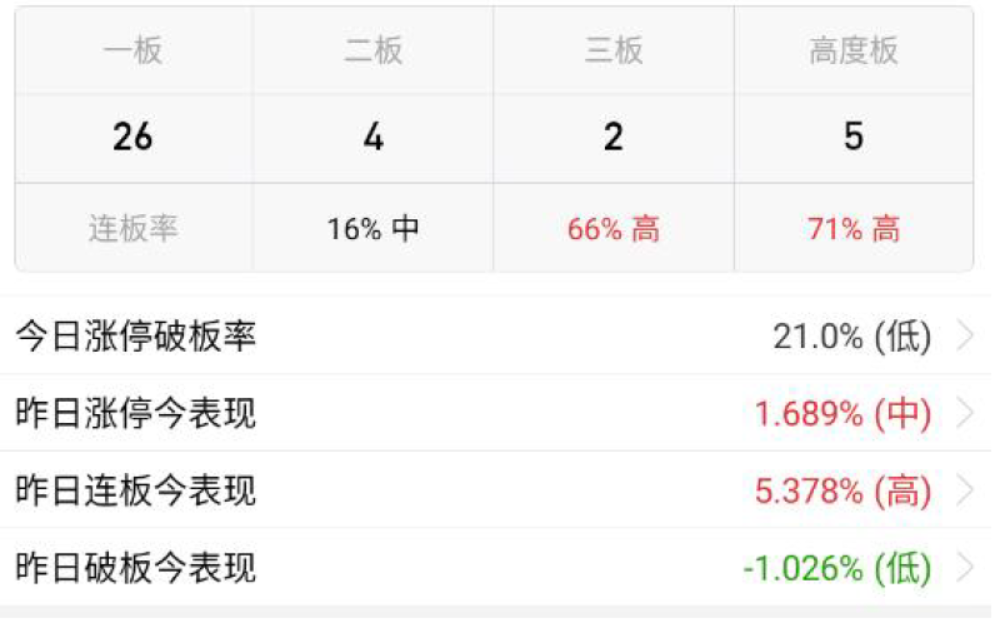 一板 二板 三板 高度板
26 4 2 5
连板率 16% 中 66% 高 71% 高
今日涨停破板率 21.0% (低)
昨日涨停今表现 1.689% (中)
昨日连板今表现 5.378% (高)
昨日破板今表现 -1.026% (低)